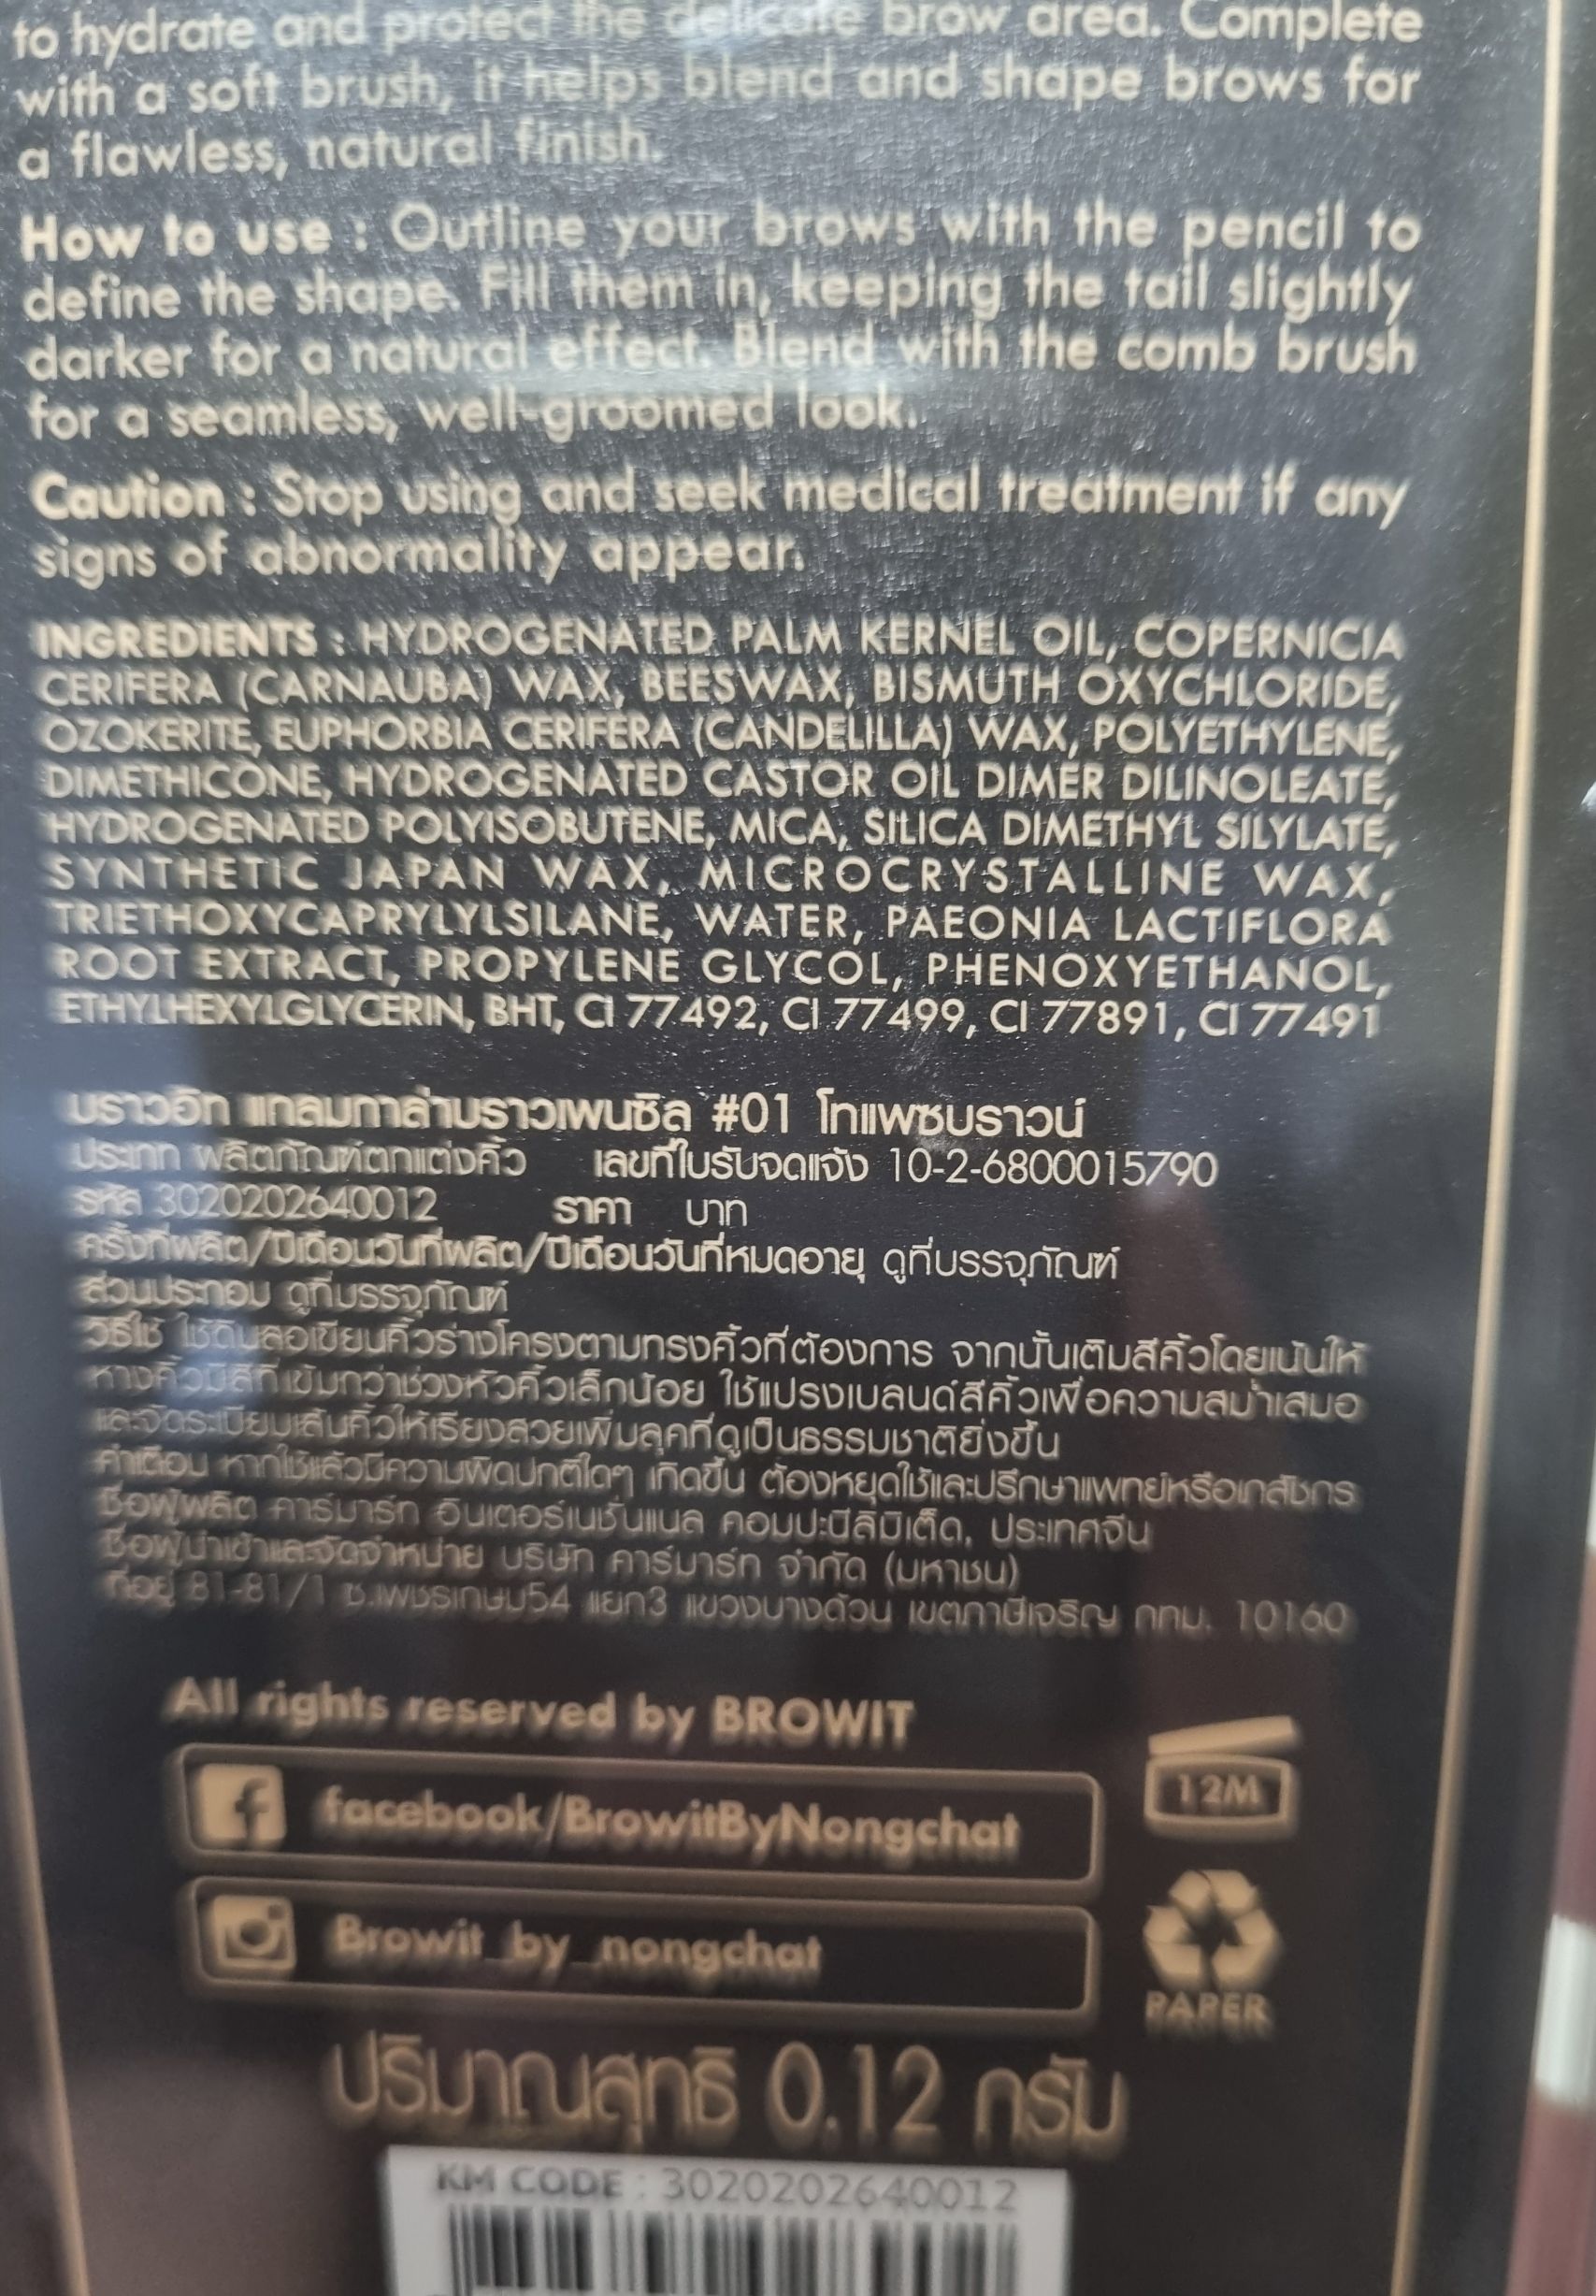 to hydrate and protect the delicate brow area. Complete
with a soft brush, it helps blend and shape brows for
a flawless, natural finish.
How to use : Outline your brows with the pencil to
define the shape. Fill them in, keeping the tail slightly
darker for a natural effect. Blend with the comb brush
for a seamless, well-groomed look.
Caution : Stop using and seek medical treatment if any
signs of abnormality appear.
INGREDIENTS : HYDROGENATED PALM KERNEL OIL, COPERNICIA
CERIFERA (CARNAUBA) WAX, BEESWAX, BISMUTH OXYCHLORIDE,
OZOKERITE, EUPHORBIA CERIFERA (CANDELILLA) WAX, POLYETHYLENE,
DIMETHICONE, HYDROGENATED CASTOR OIL DIMER DILINOLEATE,
HYDROGENATED POLYISOBUTENE, MICA, SILICA DIMETHYL SILYLATE,
SYNTHETIC JAPAN WAX, MICROCRYSTALLINE WAX,
TRIETHOXYCAPRYLYLSILANE, WATER, PAEONIA LACTIFLORA
ROOT EXTRACT, PROPYLENE GLYCOL, PHENOXYETHANOL,
ETHYLHEXYLGLYCERIN, BHT, CI 77492, CI 77499, CI 77891, CI 77491
บราวอิท แกลมกาล่าบราวเพนซิล #01 โทแพซบราวน์
ประเภท ผลิตภัณฑ์ตกแต่งคิ้ว เลขที่ใบรับจดแจ้ง 10-2-6800015790
รหัส 3020202640012 ราคา บาท
ครั้งที่ผลิต/ปีเดือนวันที่ผลิต/ปีเดือนวันที่หมดอายุ ดูที่บรรจุภัณฑ์
ส่วนประกอบ ดูที่บรรจุภัณฑ์
วิธีใช้ ใช้ดินสอเขียนคิ้วร่างโครงตามทรงคิ้วที่ต้องการ จากนั้นเติมสีคิ้วโดยเน้นให้
หางคิ้วมีสีที่เข้มกว่าช่วงหัวคิ้วเล็กน้อย ใช้แปรงเบลนด์สีคิ้วเพื่อความสม่ำเสมอ
และจัดระเบียบเส้นคิ้วให้เรียงสวยเพิ่มลุคที่ดูเป็นธรรมชาติยิ่งขึ้น
คำเตือน หากใช้แล้วมีความผิดปกติใดๆ เกิดขึ้น ต้องหยุดใช้และปรึกษาแพทย์หรือเภสัชกร
ชื่อผู้ผลิต คาร์มาร์ท อินเตอร์เนชั่นแนล คอมปะนีลิมิเต็ด, ประเทศจีน
ชื่อผู้นำเข้าและจัดจำหน่าย บริษัท คาร์มาร์ท จำกัด (มหาชน)
ที่อยู่ 81-81/1 ซ.เพชรเกษม54 แยก3 แขวงบางด้วน เขตภาษีเจริญ กทม. 10160
All rights reserved by BROWIT
facebook/BrowitByNongchat
12M
Browit_by_nongchat
PAPER
ปริมาณสุทธิ 0.12 กรัม
KM CODE : 3020202640012